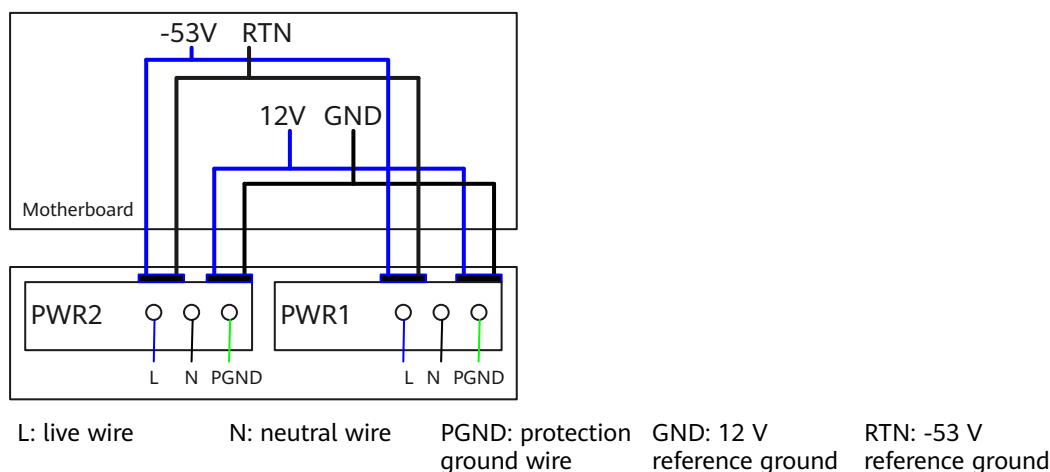 -53V RTN
12V GND
Motherboard
PWR2
PWR1
L N PGND
L N PGND
L: live wire
N: neutral wire
PGND: protection
ground wire
GND: 12 V
reference ground
RTN: -53 V
reference ground